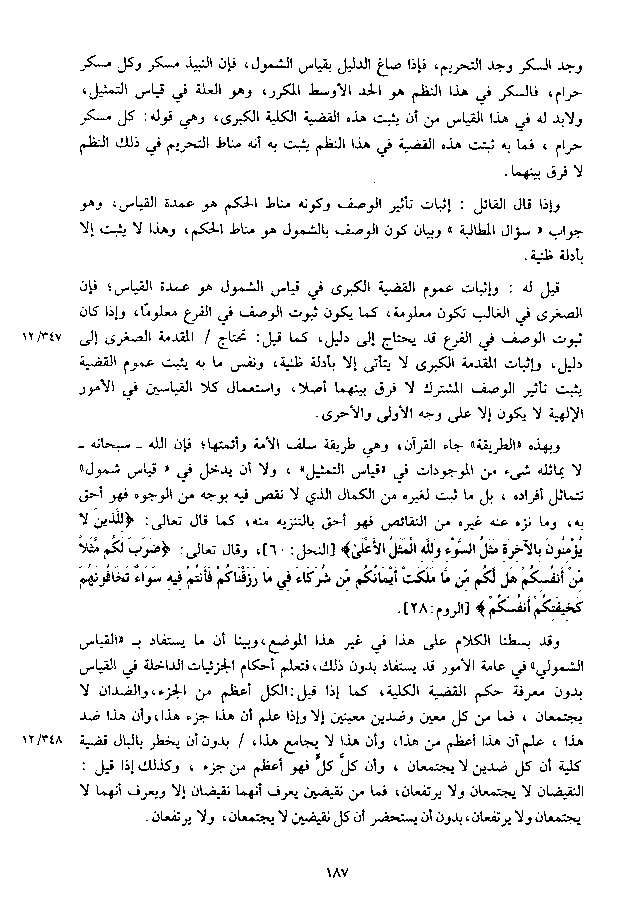 وجد السكر وجد التحريم، فإذا صاغ الدليل بقياس الشمول، فإن النبيذ مسكر وكل مسكر
حرام، فالسكر في هذا النظم هو الحد الأوسط المكرر، وهو العلة في قياس التمثيل،
ولابد له في هذا القياس من أن يثبت هذه القضية الكلية الكبرى، وهي قوله: كل مسكر
حرام ، فما به ثبتت هذه القضية في هذا النظم يثبت به أنه مناط التحريم في ذلك النظم
لا فرق بينهما.
وإذا قال القائل : إثبات تأثير الوصف وكونه مناط الحكم هو عمدة القياس، وهو
جواب « سؤال المطالبة » وبيان كون الوصف بالشمول هو مناط الحكم، وهذا لا يثبت إلا
بأدلة ظنية.
قيل له : وإثبات عموم القضية الكبرى في قياس الشمول هو عمدة القياس؛ فإن
الصغرى في الغالب تكون معلومة، كما يكون ثبوت الوصف في الفرع معلومًا، وإذا كان
١٢/٣٤٧ ثبوت الوصف في الفرع قد يحتاج إلى دليل، كما قيل: تحتاج / المقدمة الصغرى إلى
دليل، وإثبات المقدمة الكبرى لا يتأتى إلا بأدلة ظنية، ونفس ما به يثبت عموم القضية
يثبت تأثير الوصف المشترك لا فرق بينهما أصلا، واستعمال كلا القياسين في الأمور
الإلهية لا يكون إلا على وجه الأولى والأحرى.
وبهذه «الطريقة» جاء القرآن، وهي طريقة سلف الأمة وأئمتها؛ فإن الله ـ سبحانه ـ
لا يماثله شيء من الموجودات في «قياس التمثيل» ، ولا أن يدخل في « قياس شمول»
تتماثل أفراده ، بل ما ثبت لغيره من الكمال الذي لا نقص فيه بوجه من الوجوه فهو أحق
به، وما نزه عنه غيره من النقائص فهو أحق بالتنزيه منه، كما قال تعالى: ﴿لِلَّذِينَ لا
يُؤْمِنُونَ بِالآخِرَةِ مَثَلُ السَّوْءِ وَلِلَّهِ الْمَثَلُ الأَعْلَىٰ﴾ [النحل: ٦٠]، وقال تعالى: ﴿ضَرَبَ لَكُم مَّثَلاً
مِّنْ أَنفُسِكُمْ هَل لَّكُم مِّن مَّا مَلَكَتْ أَيْمَانُكُم مِّن شُرَكَاءَ فِي مَا رَزَقْنَاكُمْ فَأَنتُمْ فِيهِ سَوَاءٌ تَخَافُونَهُمْ
كَخِيفَتِكُمْ أَنفُسَكُمْ ﴾ [الروم: ٢٨].
وقد بسطنا الكلام على هذا في غير هذا الموضع، وبينا أن ما يستفاد بـ «القياس
الشمولي» في عامة الأمور قد يستفاد بدون ذلك، فتعلم أحكام الجزئيات الداخلة في القياس
بدون معرفة حكم القضية الكلية، كما إذا قيل: الكل أعظم من الجزء، والضدان لا
يجتمعان ، فما من كل معين وضدين معينين إلا وإذا علم أن هذا جزء هذا، وأن هذا ضد
١٢/٣٤٨ هذا ، علم أن هذا أعظم من هذا، وأن هذا لا يجامع هذا، / بدون أن يخطر بالبال قضية
كلية أن كل ضدين لا يجتمعان ، وأن كلَّ كلٍّ فهو أعظم من جزء ، وكذلك إذا قيل :
النقيضان لا يجتمعان ولا يرتفعان، فما من نقيضين يعرف أنهما نقيضان إلا ويعرف أنهما لا
يجتمعان ولا يرتفعان، بدون أن يستحضر أن كل نقيضين لا يجتمعان، ولا يرتفعان.
١٨٧